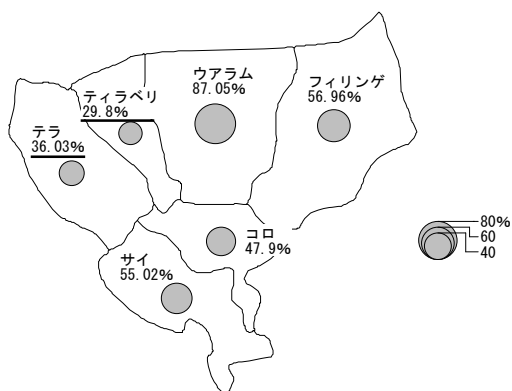 ウアラム
87.05%
フィリンゲ
56.96%
ティラベリ
29.8%
テラ
36.03%
コロ
47.9%
サイ
55.02%
80%
60
40